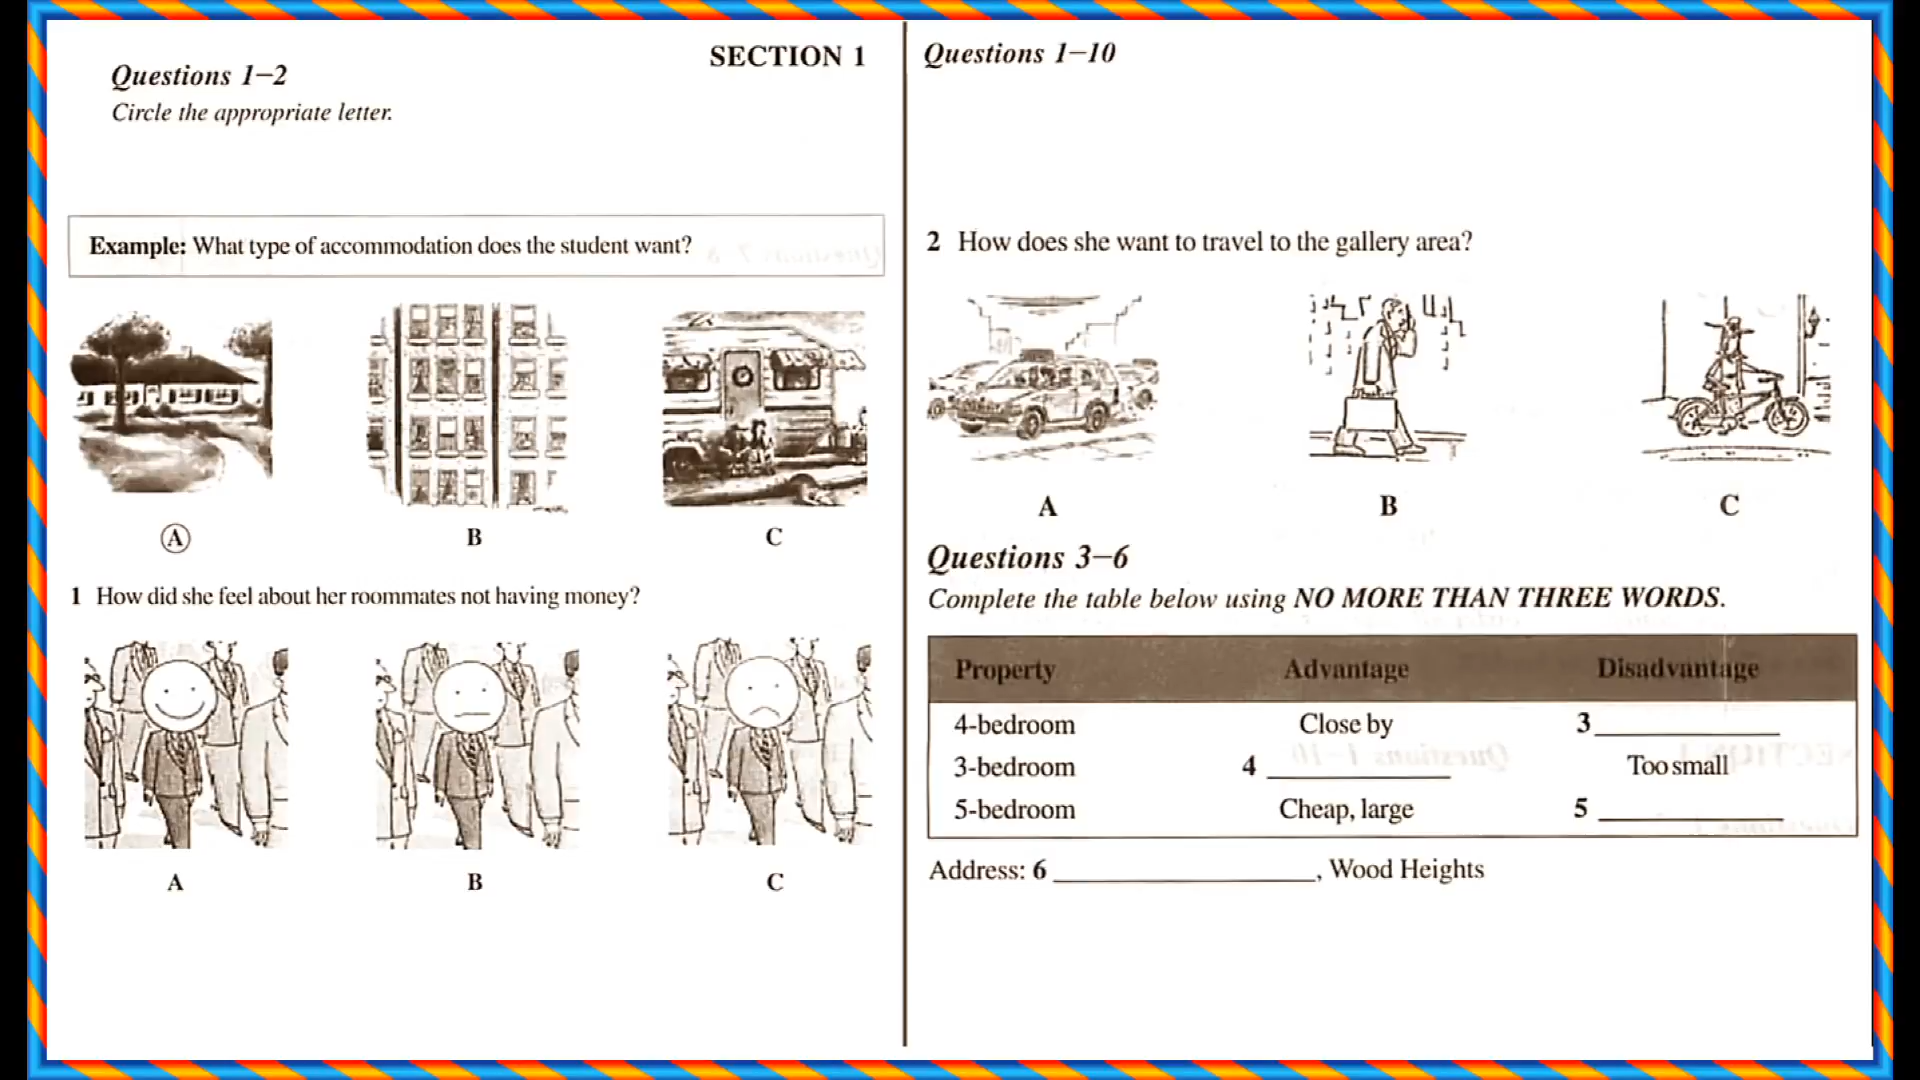 SECTION 1
Questions 1–2
Circle the appropriate letter.
Example: What type of accommodation does the student want?
A B C
1 How did she feel about her roommates not having money?
A B C
Questions 1–10
2 How does she want to travel to the gallery area?
A B C
Questions 3–6
Complete the table below using NO MORE THAN THREE WORDS.
Property Advantage Disadvantage
4-bedroom Close by 3 ____________
3-bedroom 4 ____________ Too small
5-bedroom Cheap, large 5 ____________
Address: 6 ________________, Wood Heights